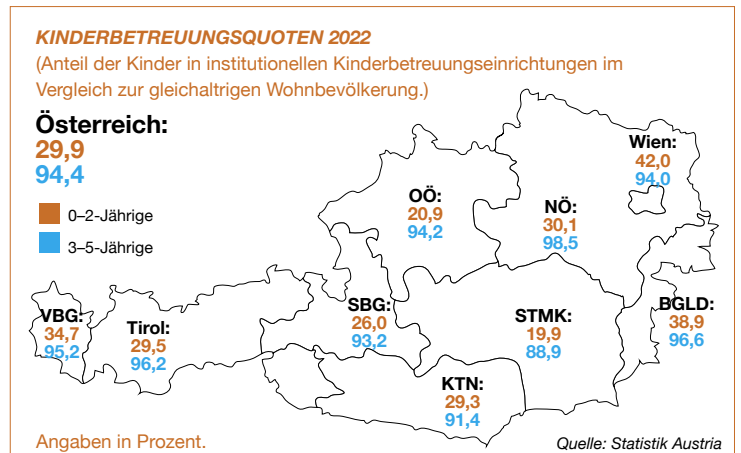 KINDERBETREUUNGSQUOTEN 2022
(Anteil der Kinder in institutionellen Kinderbetreuungseinrichtungen im
Vergleich zur gleichaltrigen Wohnbevölkerung.)
Österreich:
29,9
94,4
0–2-Jährige
3–5-Jährige
Wien:
42,0
94,0
OÖ:
20,9
94,2
NÖ:
30,1
98,5
VBG:
34,7
95,2
Tirol:
29,5
96,2
SBG:
26,0
93,2
STMK:
19,9
88,9
BGLD:
38,9
96,6
KTN:
29,3
91,4
Angaben in Prozent.
Quelle: Statistik Austria